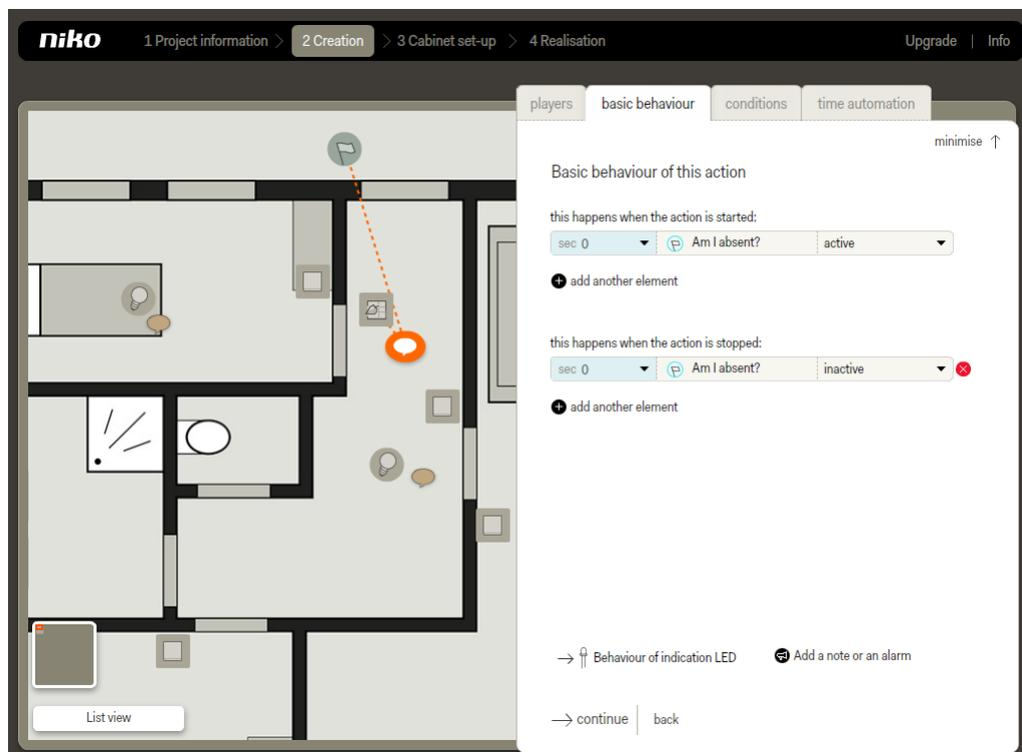 niko 1 Project information 2 Creation 3 Cabinet set-up 4 Realisation Upgrade | Info
players basic behaviour conditions time automation
minimise
Basic behaviour of this action
this happens when the action is started:
sec 0 Am I absent? active
add another element
this happens when the action is stopped:
sec 0 Am I absent? inactive
add another element
Behaviour of indication LED Add a note or an alarm
List view
continue back